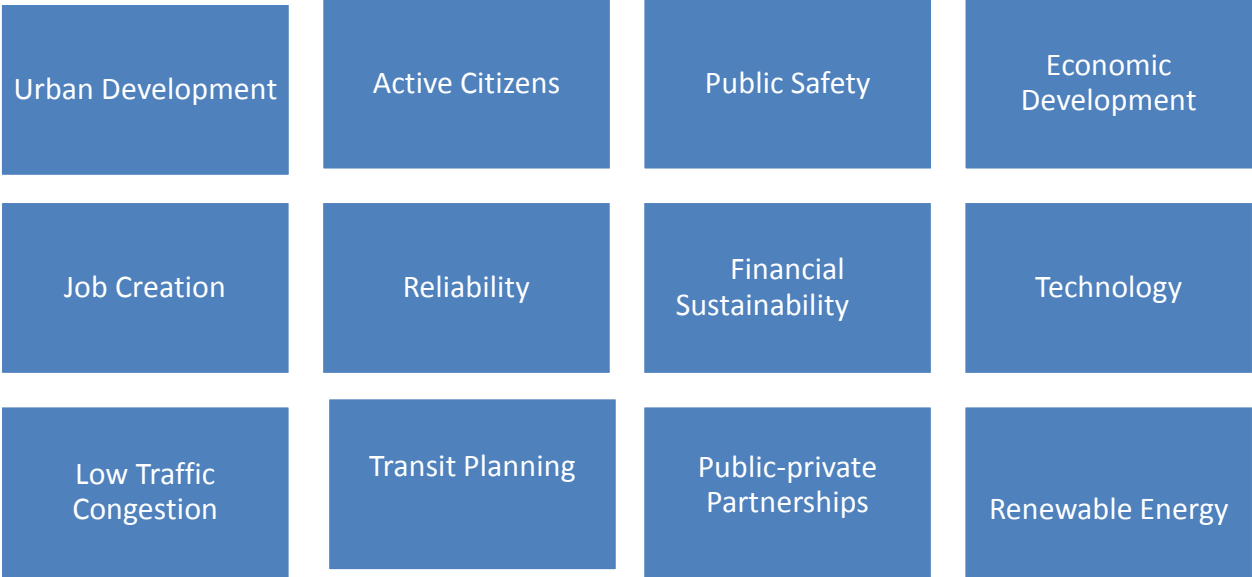 Urban Development
Active Citizens
Public Safety
Economic
Development
Job Creation
Reliability
Financial
Sustainability
Technology
Low Traffic
Congestion
Transit Planning
Public-private
Partnerships
Renewable Energy